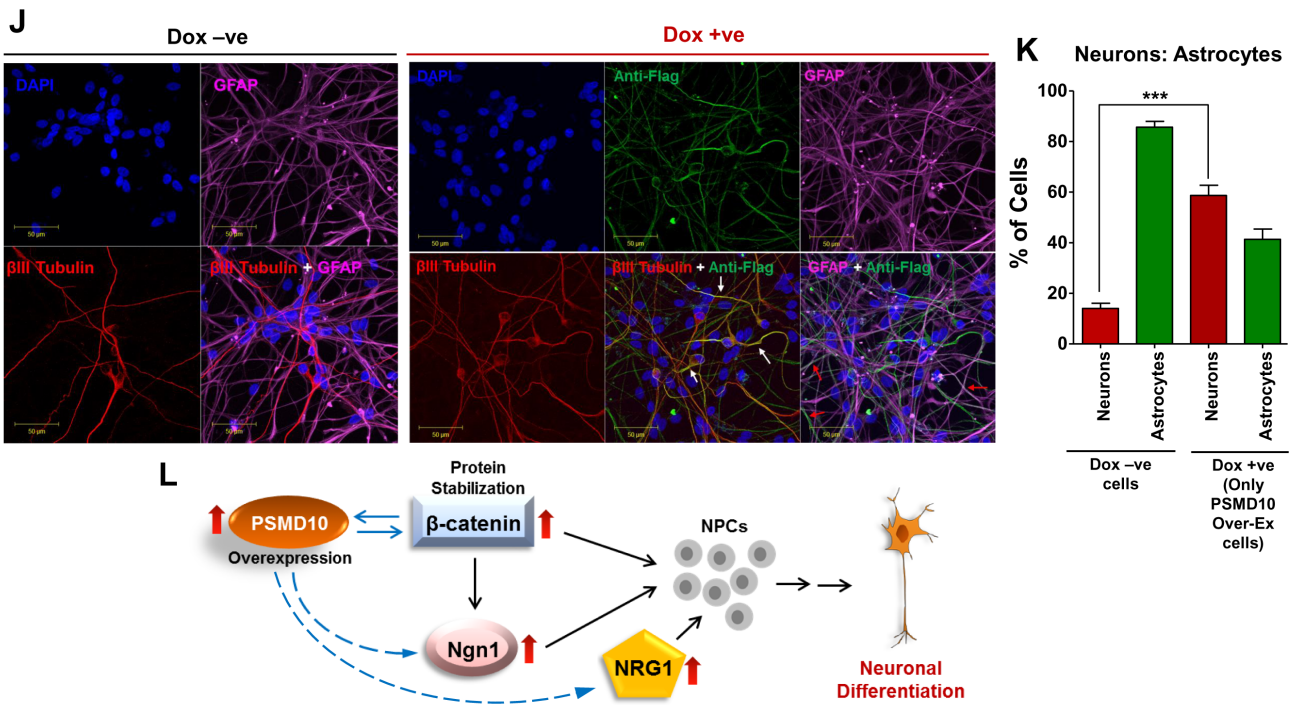 J
Dox –ve
Dox +ve
DAPI
GFAP
50 µm
50 µm
βIII Tubulin
βIII Tubulin + GFAP
50 µm
50 µm
DAPI
Anti-Flag
GFAP
50 µm
50 µm
50 µm
βIII Tubulin
βIII Tubulin + Anti-Flag
GFAP + Anti-Flag
50 µm
50 µm
50 µm
K
Neurons: Astrocytes
% of Cells
100
80
60
40
20
0
***
Neurons
Astrocytes
Neurons
Astrocytes
Dox –ve
cells
Dox +ve
(Only
PSMD10
Over-Ex
cells)
L
PSMD10
Overexpression
Protein
Stabilization
β-catenin
Ngn1
NRG1
NPCs
Neuronal
Differentiation